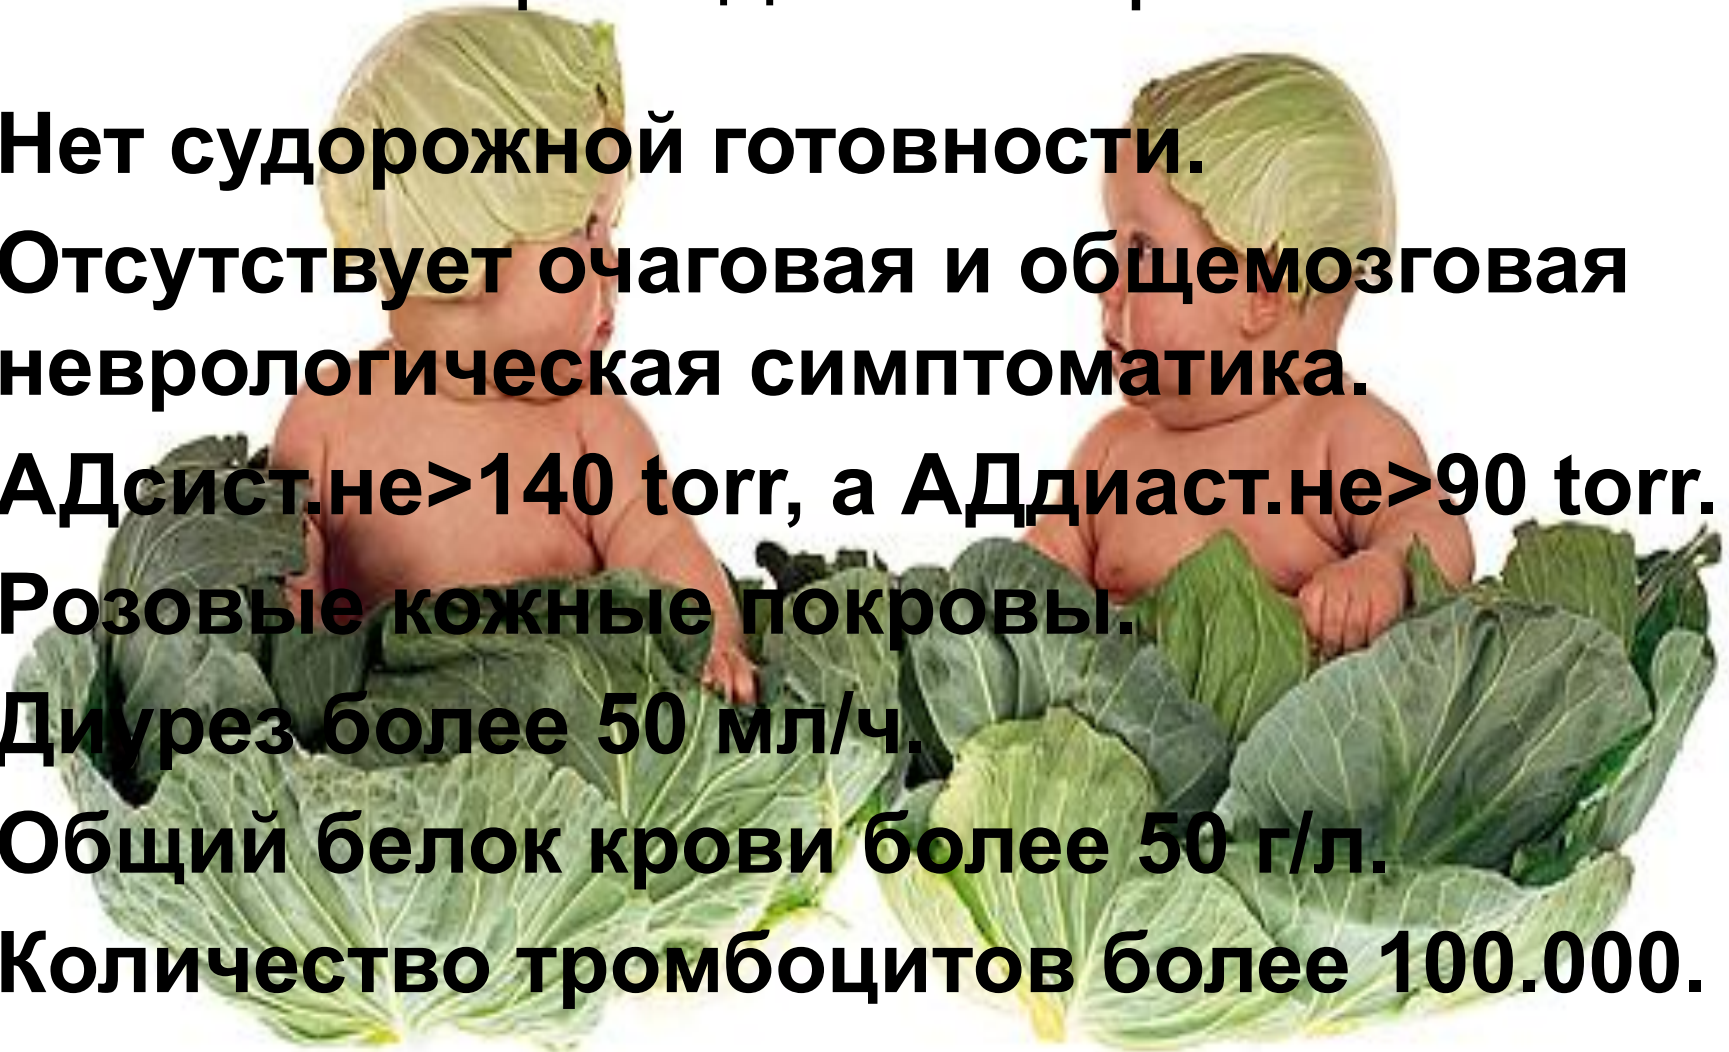 Нет судорожной готовности.
Отсутствует очаговая и общемозговая
неврологическая симптоматика.
АДсист.не>140 torr, а АДдиаст.не>90 torr.
Розовые кожные покровы.
Диурез более 50 мл/ч.
Общий белок крови более 50 г/л.
Количество тромбоцитов более 100.000.